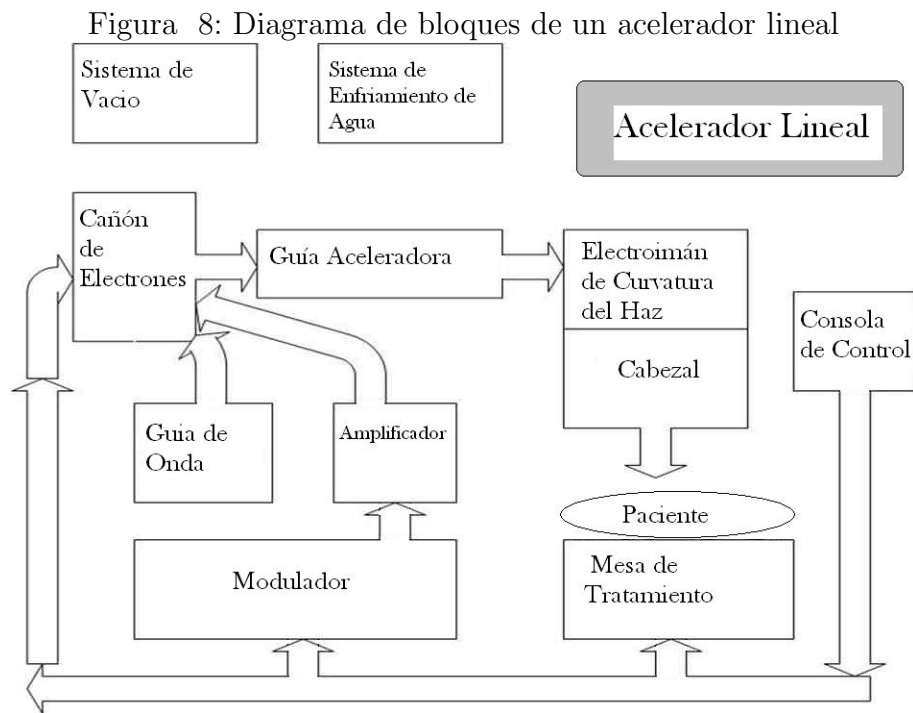 Figura 8: Diagrama de bloques de un acelerador lineal
Sistema de
Vacio
Sistema de
Enfriamiento de
Agua
Acelerador Lineal
Cañón
de
Electrones
Guía Aceleradora
Electroimán
de Curvatura
del Haz
Cabezal
Consola
de Control
Guia de
Onda
Amplificador
Paciente
Modulador
Mesa de
Tratamiento